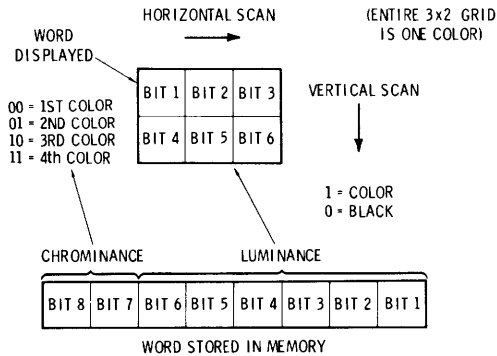 HORIZONTAL SCAN
(ENTIRE 3x2 GRID
IS ONE COLOR)
WORD
DISPLAYED
BIT 1 BIT 2 BIT 3
BIT 4 BIT 5 BIT 6
00 = 1ST COLOR
01 = 2ND COLOR
10 = 3RD COLOR
11 = 4th COLOR
VERTICAL SCAN
1 = COLOR
0 = BLACK
CHROMINANCE LUMINANCE
BIT 8 BIT 7 BIT 6 BIT 5 BIT 4 BIT 3 BIT 2 BIT 1
WORD STORED IN MEMORY